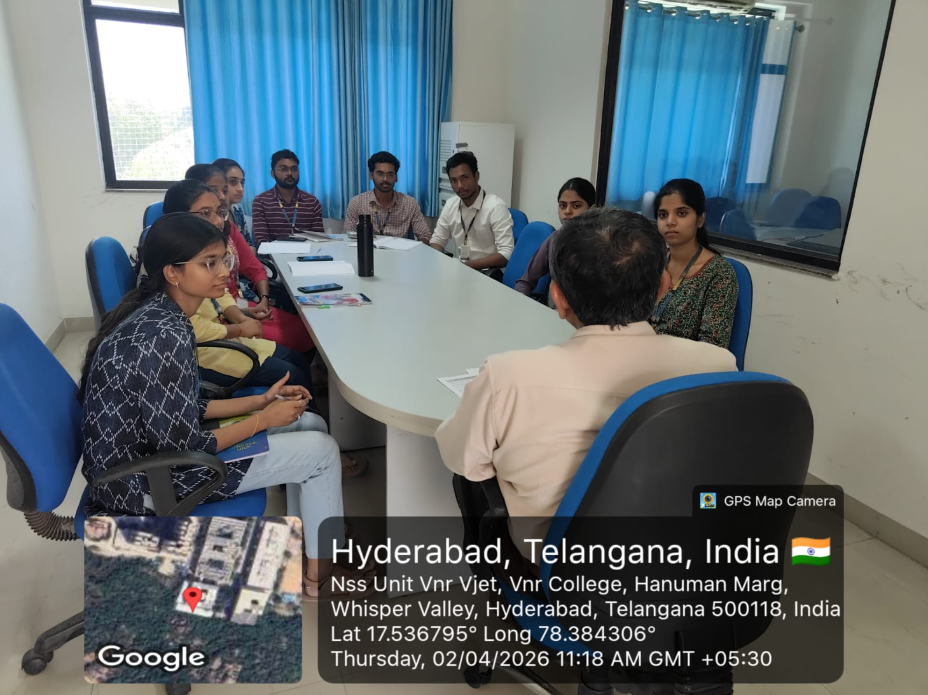 GPS Map Camera
Hyderabad, Telangana, India
Nss Unit Vnr Vjet, Vnr College, Hanuman Marg,
Whisper Valley, Hyderabad, Telangana 500118, India
Lat 17.536795° Long 78.384306°
Thursday, 02/04/2026 11:18 AM GMT +05:30
Google